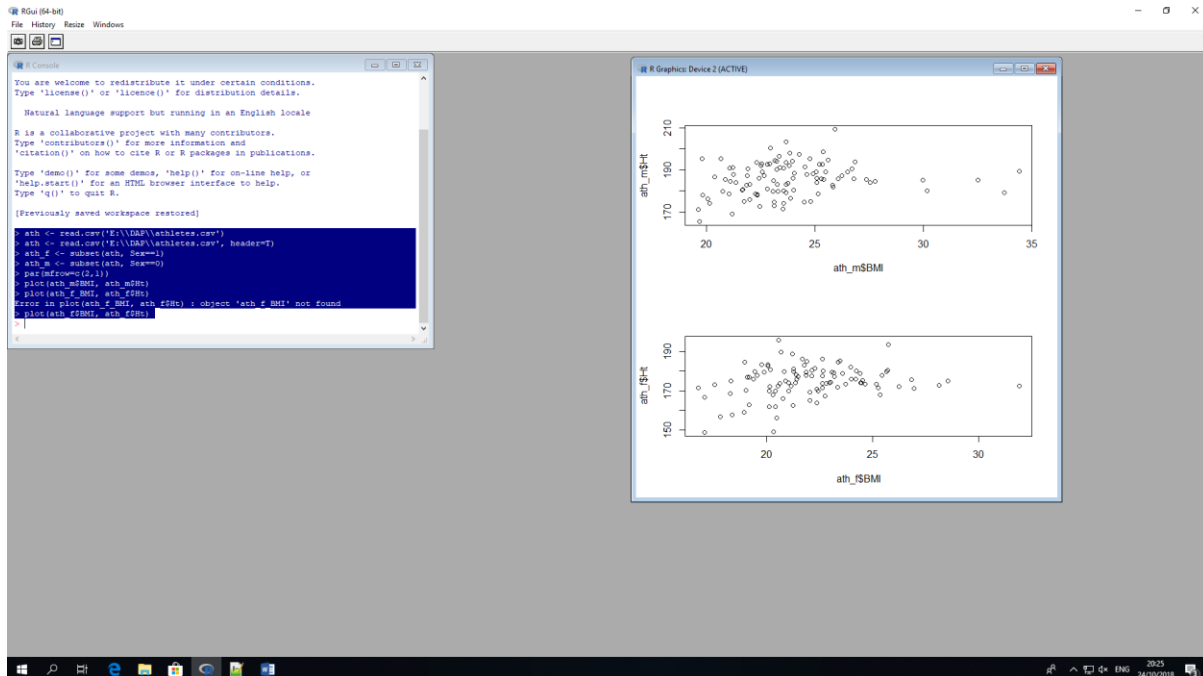 RGui (64-bit)
File History Resize Windows
R Console
You are welcome to redistribute it under certain conditions.
Type 'license()' or 'licence()' for distribution details.
Natural language support but running in an English locale
R is a collaborative project with many contributors.
Type 'contributors()' for more information and
'citation()' on how to cite R or R packages in publications.
Type 'demo()' for some demos, 'help()' for on-line help, or
'help.start()' for an HTML browser interface to help.
Type 'q()' to quit R.
[Previously saved workspace restored]
> ath <- read.csv('E:\\DAP\\athletes.csv')
> ath <- read.csv('E:\\DAP\\athletes.csv', header=T)
> ath_f <- subset(ath, Sex==1)
> ath_m <- subset(ath, Sex==0)
> par(mfrow=c(2,1))
> plot(ath_m$BMI, ath_m$Ht)
> plot(ath_f_BMI, ath_f$Ht)
Error in plot(ath_f_BMI, ath_f$Ht) : object 'ath_f_BMI' not found
> plot(ath_f$BMI, ath_f$Ht)
>
R Graphics: Device 2 (ACTIVE)
ath_m$Ht
210
190
170
20 25 30 35
ath_m$BMI
ath_f$Ht
190
170
150
20 25 30
ath_f$BMI
ENG
20:25
24/10/2018